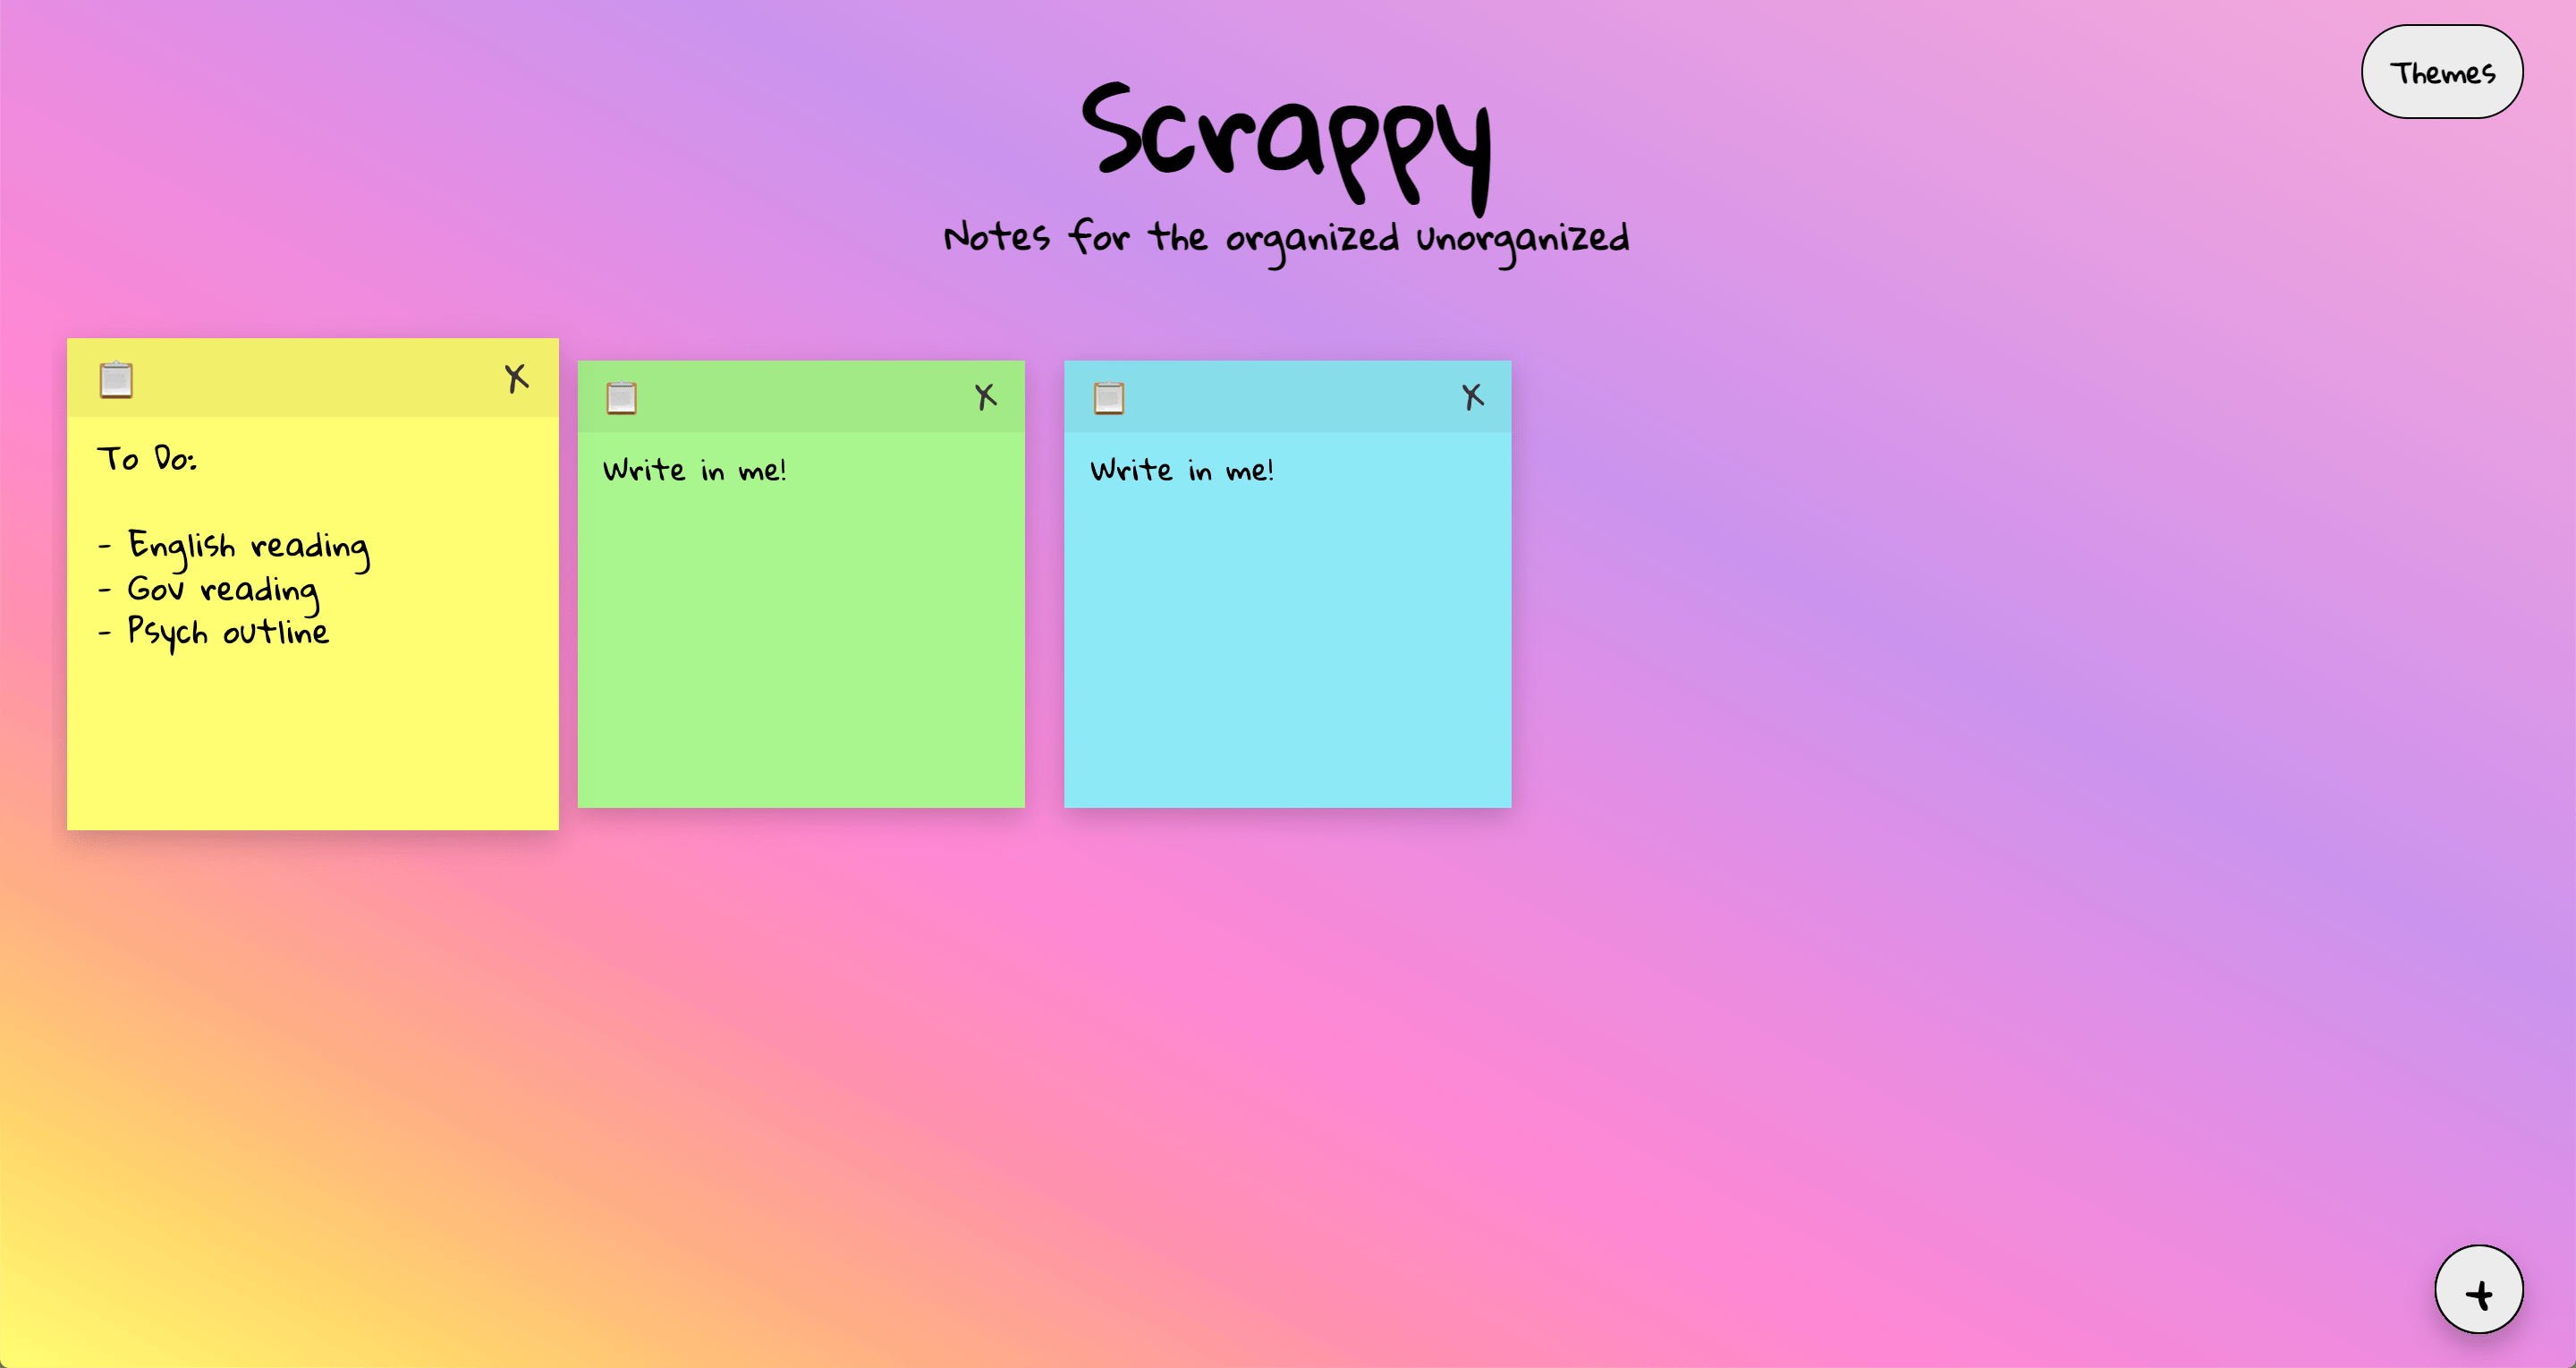 Themes
Scrappy
Notes for the organized unorganized
X
To Do:
- English reading
- Gov reading
- Psych outline
X
Write in me!
X
Write in me!
+